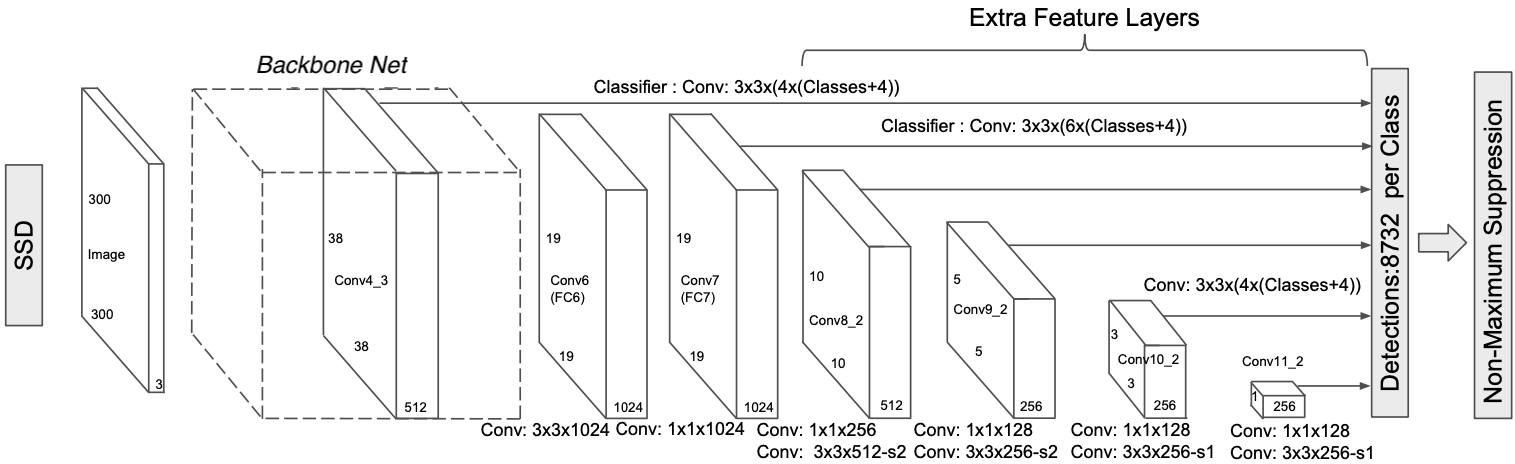 Extra Feature Layers
Backbone Net
Classifier : Conv: 3x3x(4x(Classes+4))
Classifier : Conv: 3x3x(6x(Classes+4))
SSD
300
Image
300
3
38
Conv4_3
38
512
19
Conv6
(FC6)
19
1024
19
Conv7
(FC7)
19
1024
10
Conv8_2
10
512
5
Conv9_2
5
256
Conv: 3x3x(4x(Classes+4))
3
Conv10_2
3
256
Conv11_2
1
256
Conv: 3x3x1024
Conv: 1x1x1024
Conv: 1x1x256
Conv: 3x3x512-s2
Conv: 1x1x128
Conv: 3x3x256-s2
Conv: 1x1x128
Conv: 3x3x256-s1
Conv: 1x1x128
Conv: 3x3x256-s1
Detections:8732 per Class
Non-Maximum Suppression